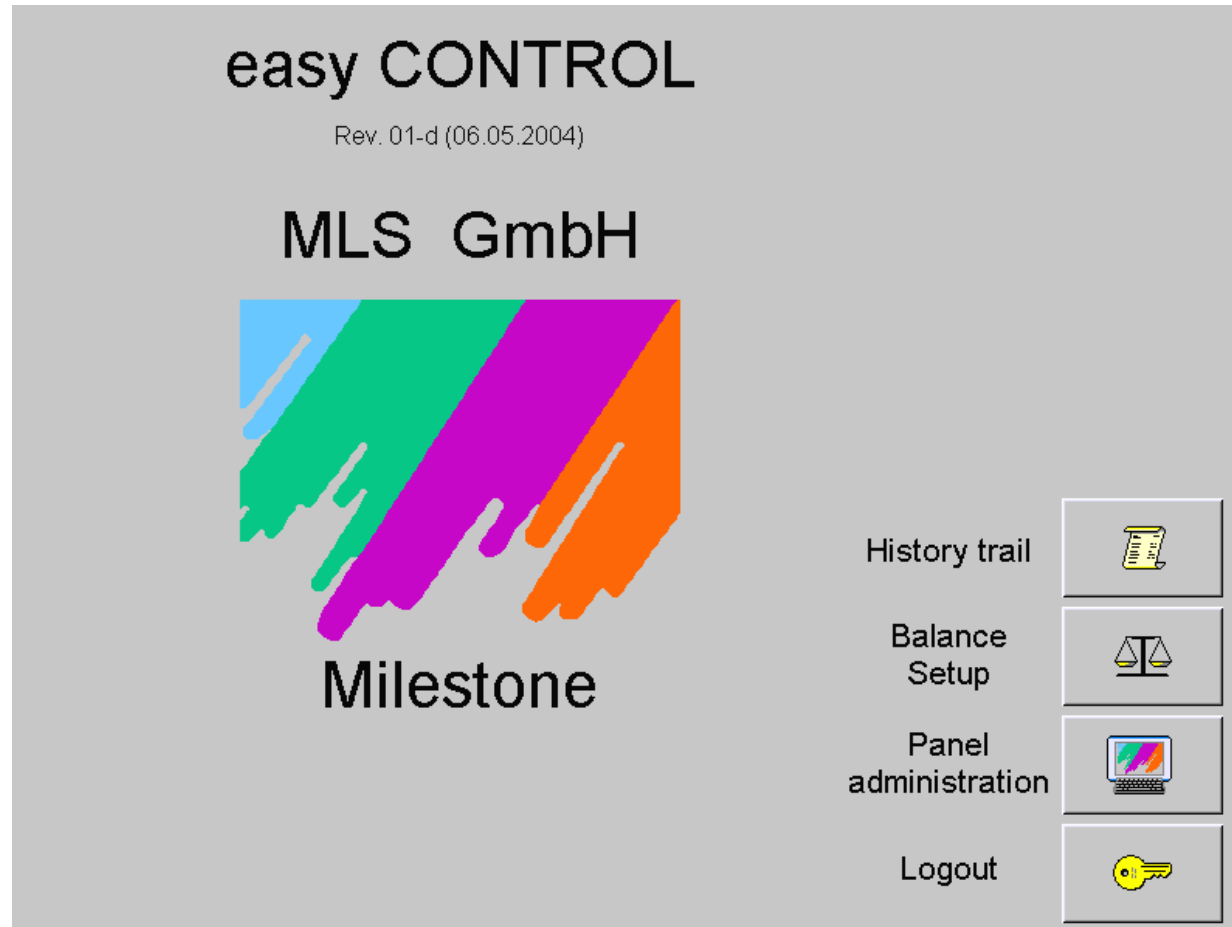 easy CONTROL
Rev. 01-d (06.05.2004)
MLS GmbH
Milestone
History trail
Balance
Setup
Panel
administration
Logout